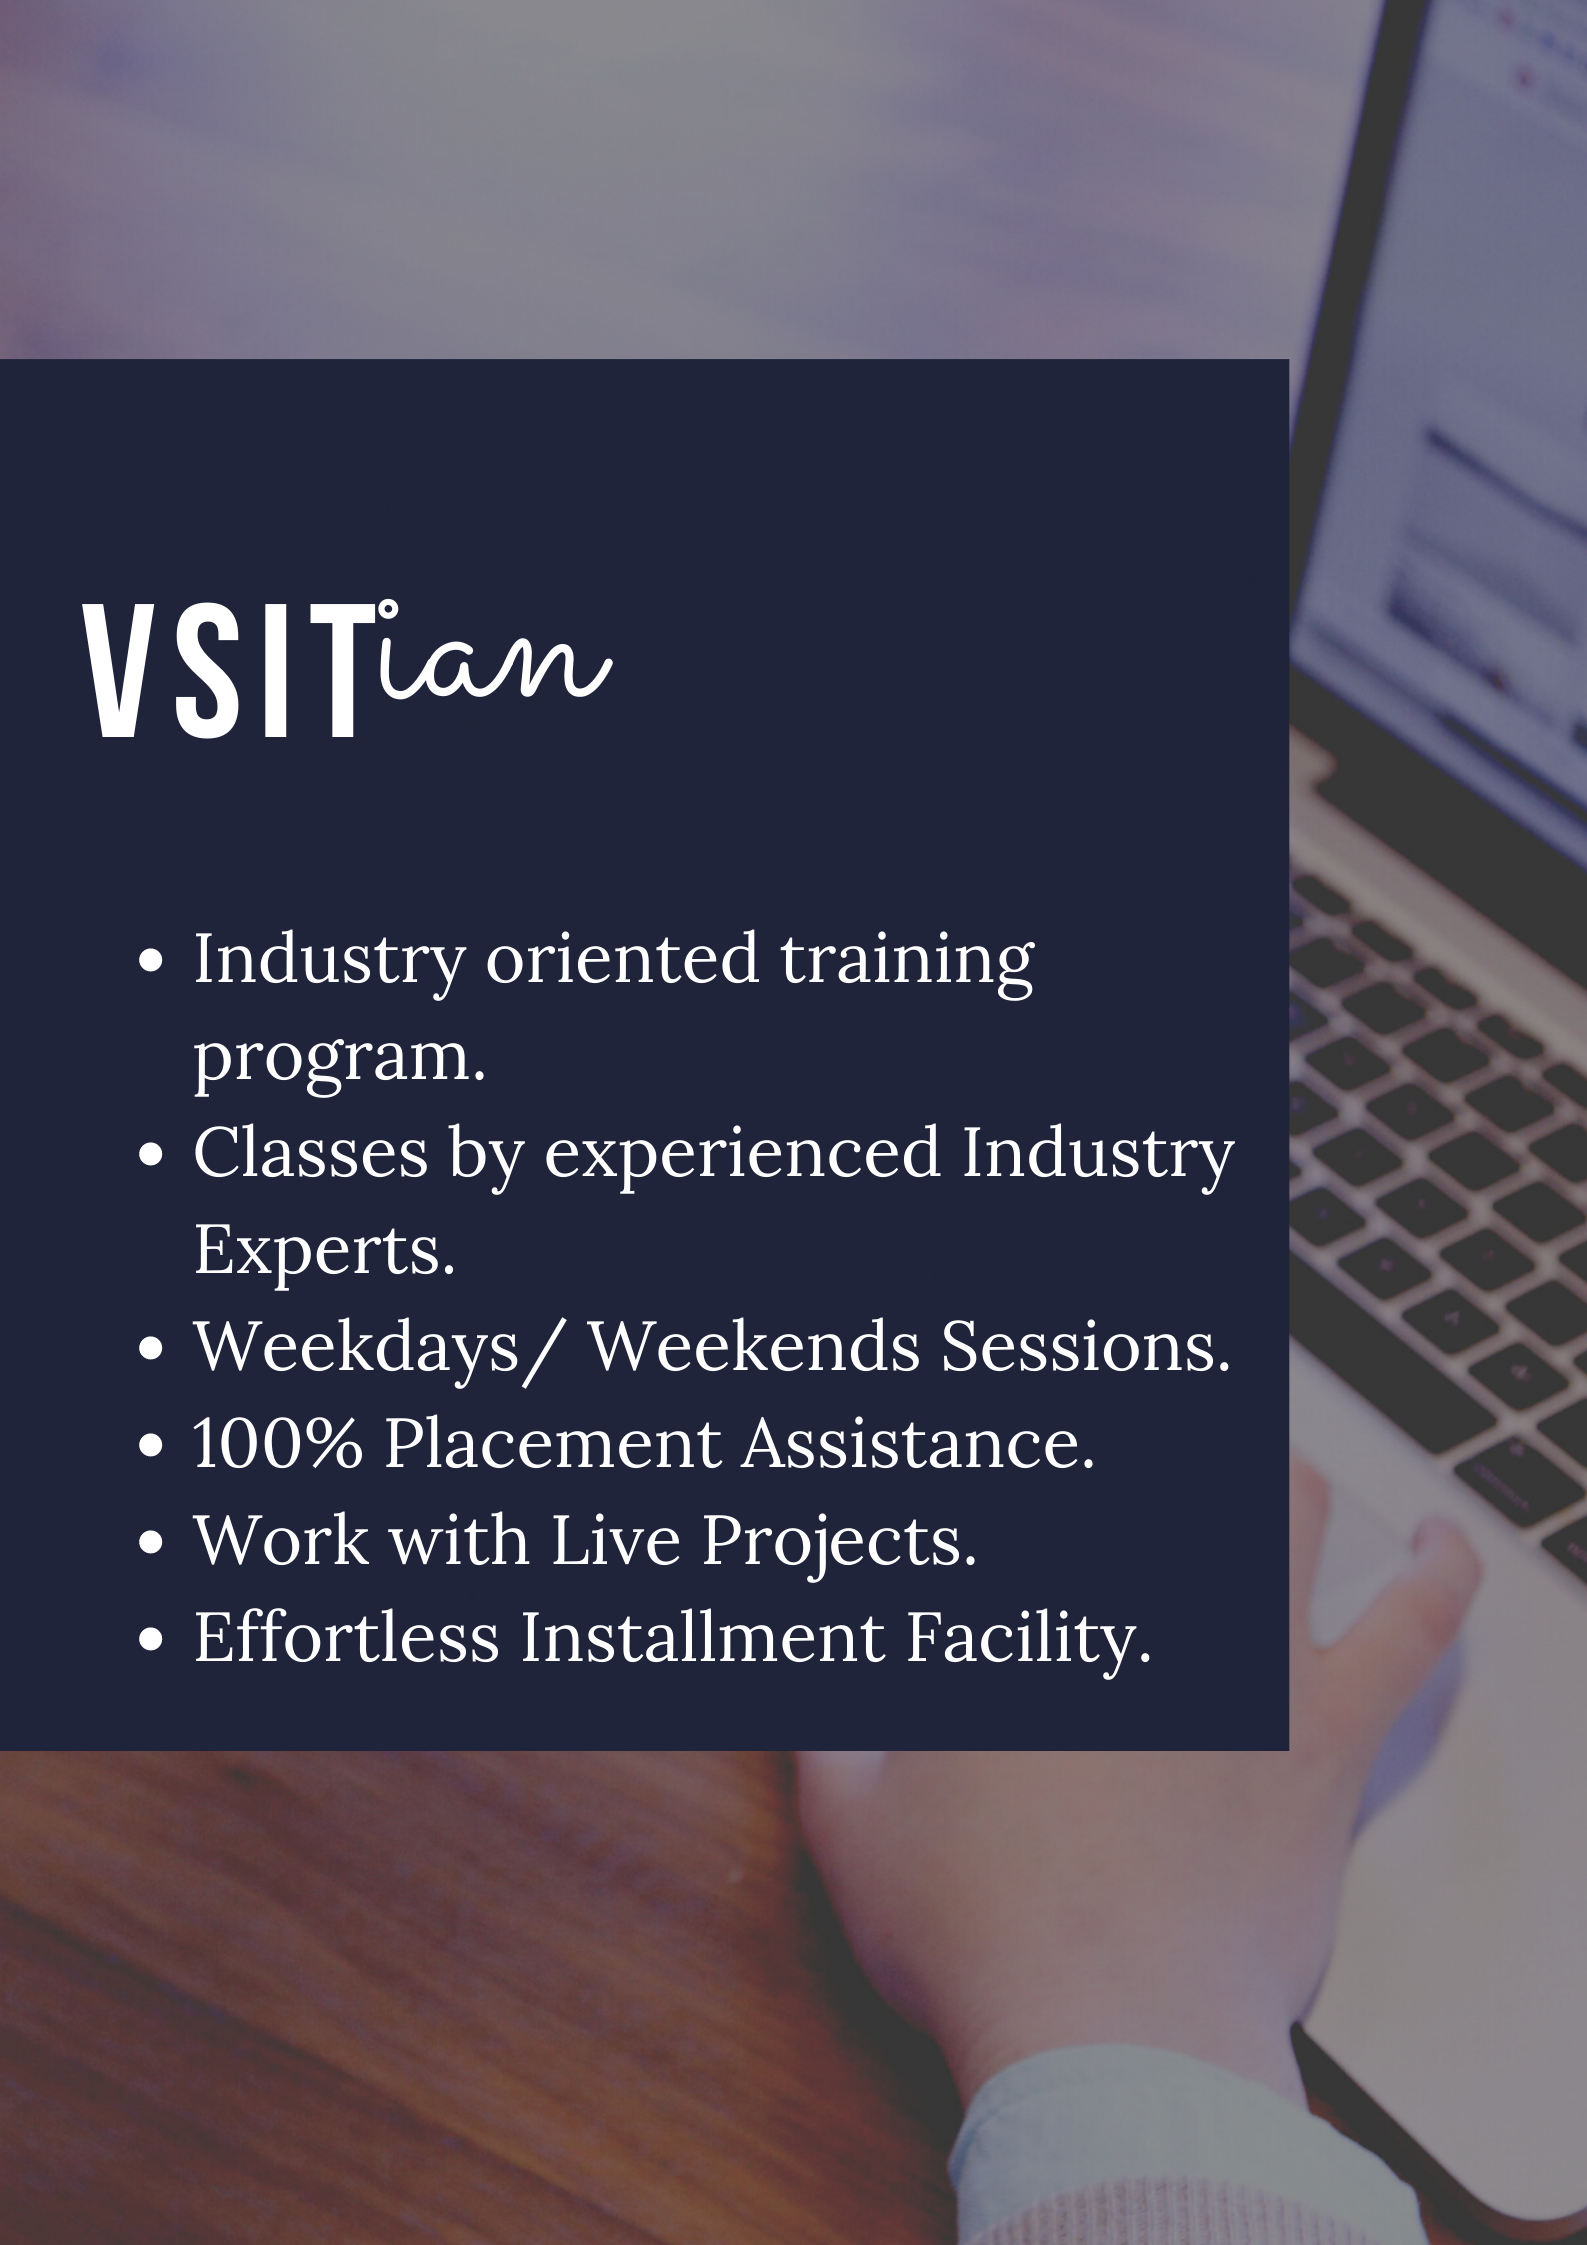 VSITian
• Industry oriented training
program.
• Classes by experienced Industry
Experts.
• Weekdays/ Weekends Sessions.
• 100% Placement Assistance.
• Work with Live Projects.
• Effortless Installment Facility.